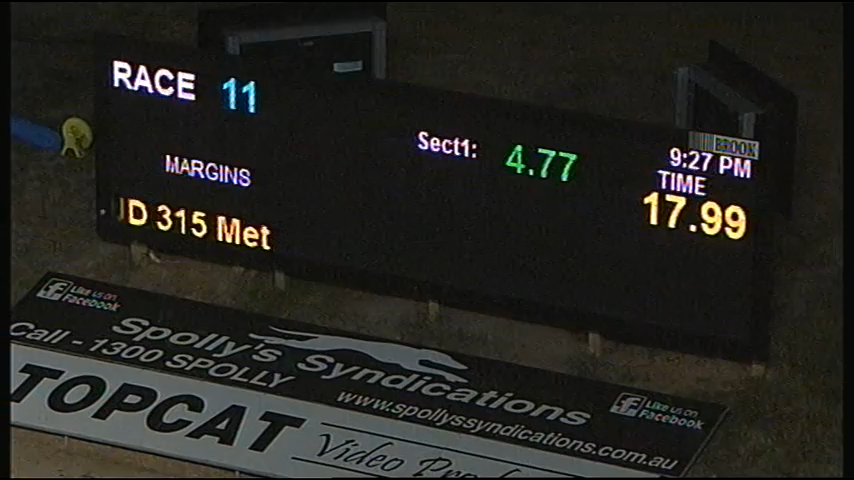 RACE 11
MARGINS
D 315 Met
Sect1: 4.77
BROOK
9:27 PM
TIME
17.99
Like us on
Facebook
Spolly's Syndications
Call - 1300 SPOLLY
www.spollyssyndications.com.au
Like us on
Facebook
TOPCAT
Video